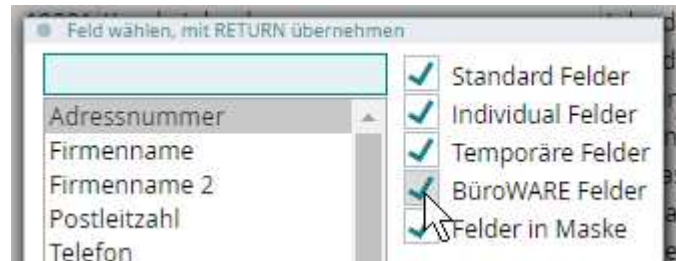 Feld wählen, mit RETURN übernehmen
Adressnummer
Firmenname
Firmenname 2
Postleitzahl
Telefon
Standard Felder
Individual Felder
Temporäre Felder
BüroWARE Felder
Felder in Maske